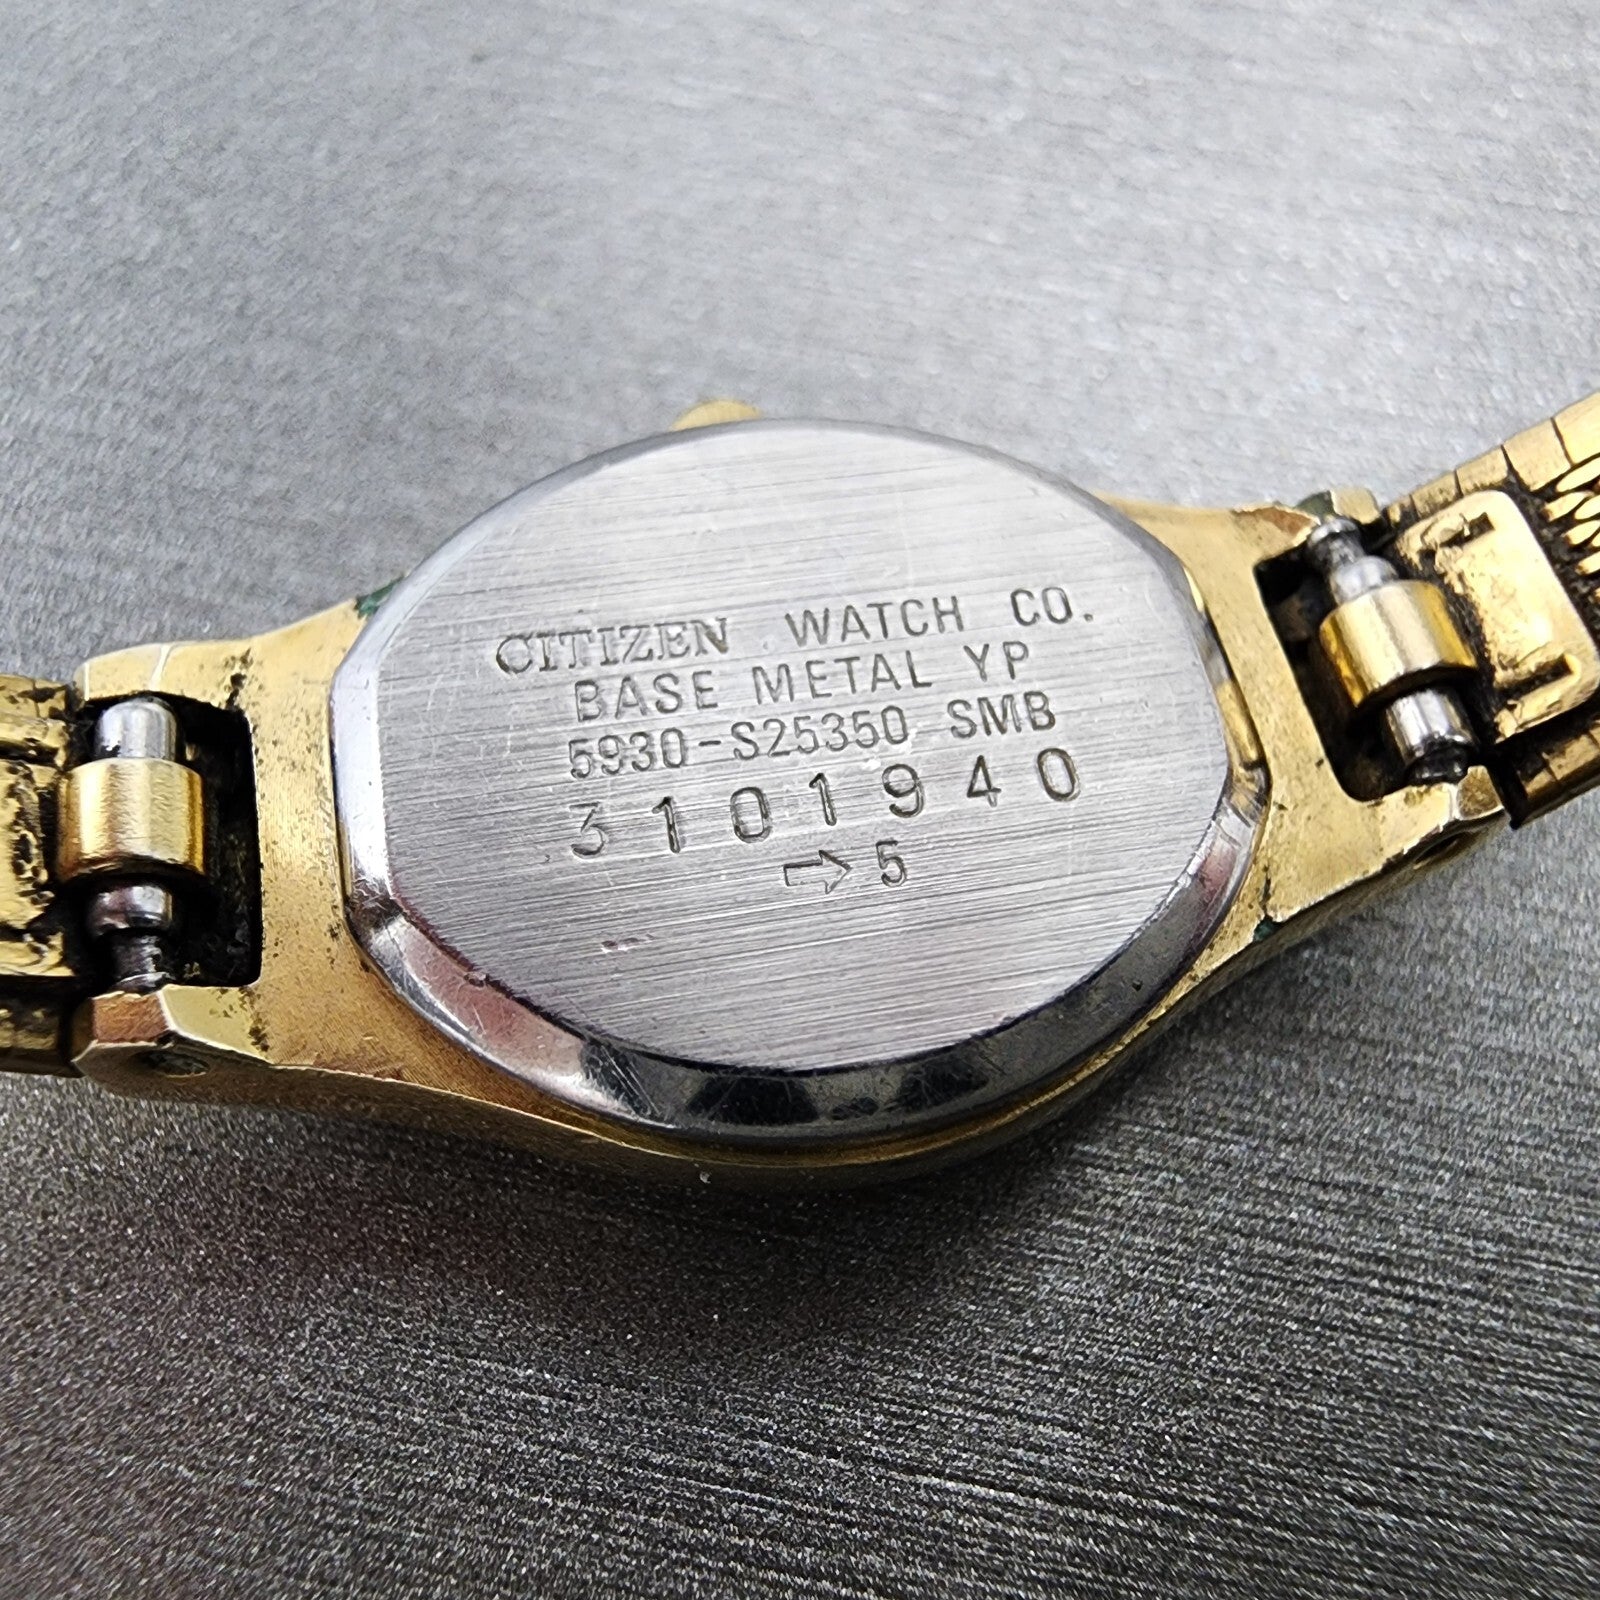 CITIZEN WATCH CO.
BASE METAL YP
5930-S25350 SMB
3101940
⇨ 5